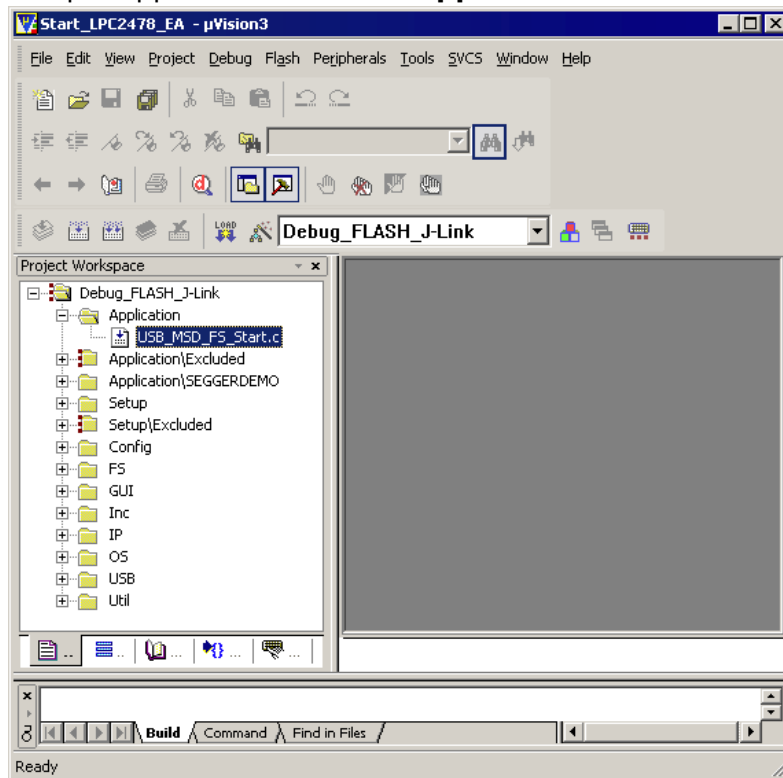 Start_LPC2478_EA - µVision3
File Edit View Project Debug Flash Peripherals Tools SVCS Window Help
LOAD
Debug_FLASH_J-Link
Project Workspace
Debug_FLASH_J-Link
Application
USB_MSD_FS_Start.c
Application\Excluded
Application\SEGGERDEMO
Setup
Setup\Excluded
Config
FS
GUI
Inc
IP
OS
USB
Util
Build Command Find in Files
Ready